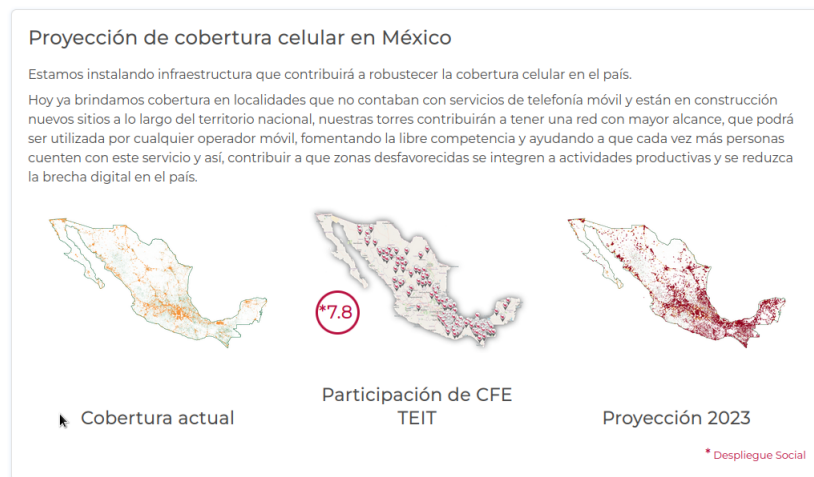 Proyección de cobertura celular en México
Estamos instalando infraestructura que contribuirá a robustecer la cobertura celular en el país.
Hoy ya brindamos cobertura en localidades que no contaban con servicios de telefonía móvil y están en construcción
nuevos sitios a lo largo del territorio nacional, nuestras torres contribuirán a tener una red con mayor alcance, que podrá
ser utilizada por cualquier operador móvil, fomentando la libre competencia y ayudando a que cada vez más personas
cuenten con este servicio y así, contribuir a que zonas desfavorecidas se integren a actividades productivas y se reduzca
la brecha digital en el país.
*7.8
Cobertura actual
Participación de CFE
TEIT
Proyección 2023
* Despliegue Social